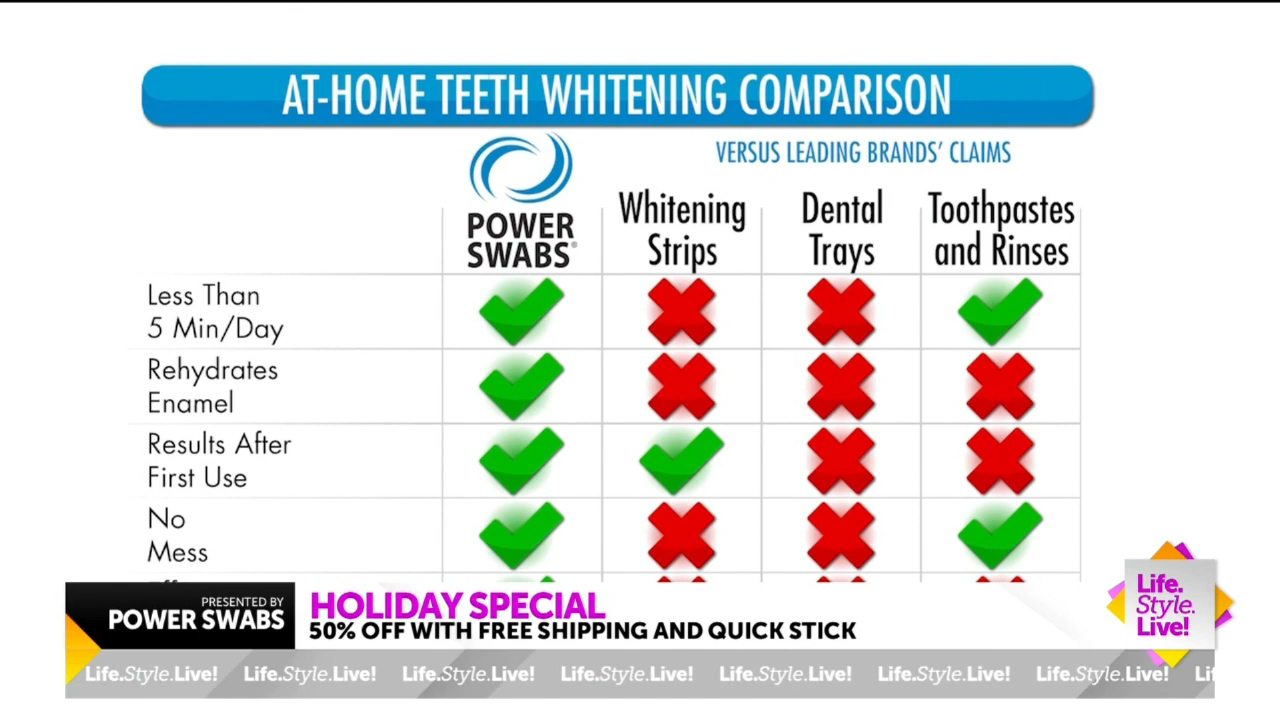 AT-HOME TEETH WHITENING COMPARISON
VERSUS LEADING BRANDS' CLAIMS
POWER
SWABS®
Whitening
Strips
Dental
Trays
Toothpastes
and Rinses
Less Than
5 Min/Day
Rehydrates
Enamel
Results After
First Use
No
Mess
PRESENTED BY
POWER SWABS
HOLIDAY SPECIAL
50% OFF WITH FREE SHIPPING AND QUICK STICK
Life.
Style.
Live!
Life.Style.Live! Life.Style.Live! Life.Style.Live! Life.Style.Live! Life.Style.Live! Life.Style.Live! Life.Style.Live! Li